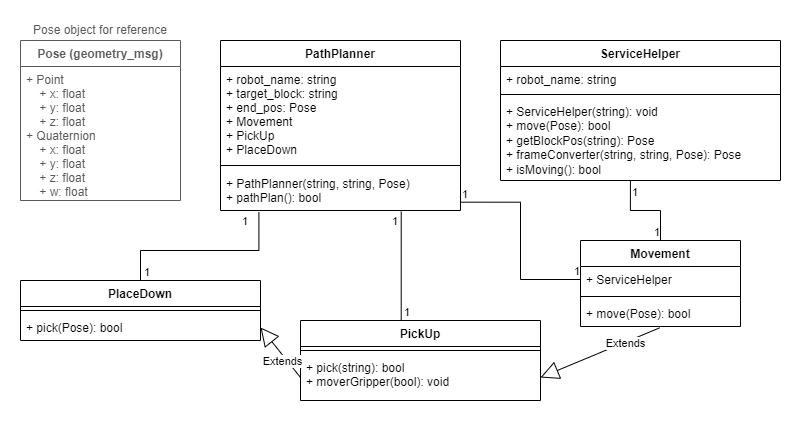 Pose object for reference
Pose (geometry_msg)
+ Point
+ x: float
+ y: float
+ z: float
+ Quaternion
+ x: float
+ y: float
+ z: float
+ w: float
PathPlanner
+ robot_name: string
+ target_block: string
+ end_pos: Pose
+ Movement
+ PickUp
+ PlaceDown
+ PathPlanner(string, string, Pose)
+ pathPlan(): bool
ServiceHelper
+ robot_name: string
+ ServiceHelper(string): void
+ move(Pose): bool
+ getBlockPos(string): Pose
+ frameConverter(string, string, Pose): Pose
+ isMoving(): bool
1
1
1
1
1
1
1
1
Movement
+ ServiceHelper
+ move(Pose): bool
PlaceDown
+ pick(Pose): bool
PickUp
+ pick(string): bool
+ moverGripper(bool): void
Extends
Extends